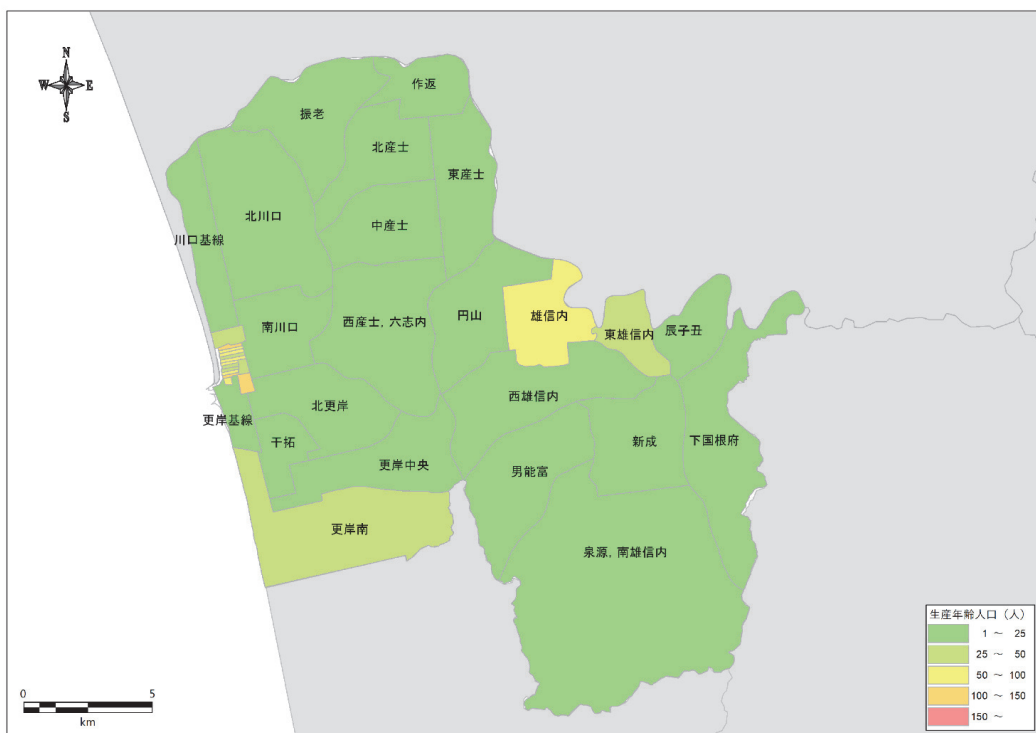 N
W E
S
作返
振老
北産士
東産士
中産士
北川口
川口基線
南川口
西産士, 六志内
円山
雄信内
東雄信内
辰子丑
西雄信内
北更岸
更岸基線
干拓
更岸中央
男能富
新成
下国根府
更岸南
泉源, 南雄信内
生産年齢人口(人)
1 ～ 25
25 ～ 50
50 ～ 100
100 ～ 150
150 ～
0 5
km